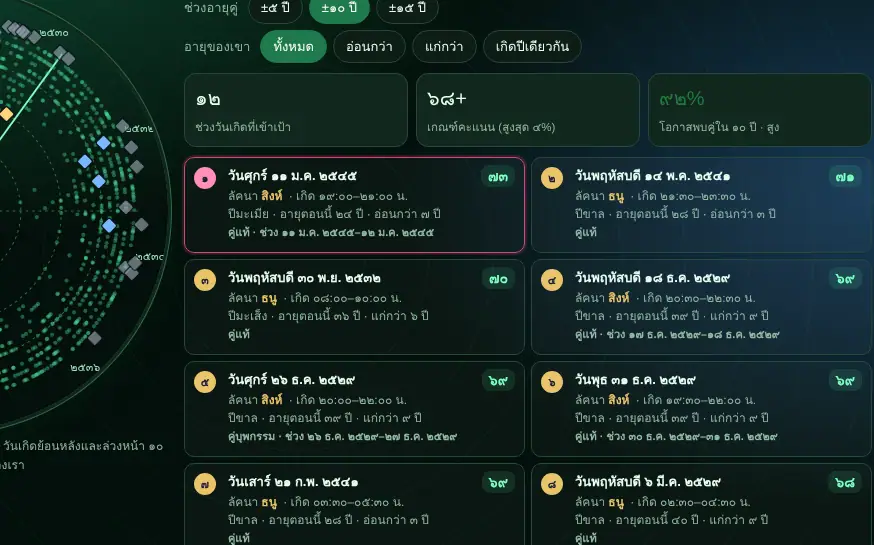 ช่วงอายุคู่ ±๕ ปี ±๑๐ ปี ±๑๕ ปี
อายุของเขา ทั้งหมด อ่อนกว่า แก่กว่า เกิดปีเดียวกัน
๒๕๓๐
๒๕๓๖
๑๒
ช่วงวันเกิดที่เข้าเป้า
๖๘+
เกณฑ์คะแนน (สูงสุด ๔%)
๙๒%
โอกาสพบคู่ใน ๑๐ ปี · สูง
๑
วันศุกร์ ๑๑ ม.ค. ๒๕๔๕
๗๓
ลัคนา สิงห์ · เกิด ๑๙:๐๐–๒๑:๐๐ น.
ปีมะเมีย · อายุตอนนี้ ๒๔ ปี · อ่อนกว่า ๗ ปี
คู่แท้ · ช่วง ๑๑ ม.ค. ๒๕๔๕–๑๒ ม.ค. ๒๕๔๕
๒
วันพฤหัสบดี ๑๔ พ.ค. ๒๕๔๑
๗๑
ลัคนา ธนู · เกิด ๒๑:๓๐–๒๓:๓๐ น.
ปีขาล · อายุตอนนี้ ๒๘ ปี · อ่อนกว่า ๓ ปี
คู่แท้
๓
วันพฤหัสบดี ๓๐ พ.ย. ๒๕๓๒
๗๐
ลัคนา ธนู · เกิด ๐๘:๐๐–๑๐:๐๐ น.
ปีมะเส็ง · อายุตอนนี้ ๓๖ ปี · แก่กว่า ๖ ปี
คู่แท้
๔
วันพฤหัสบดี ๑๘ ธ.ค. ๒๕๒๙
๖๙
ลัคนา สิงห์ · เกิด ๒๐:๓๐–๒๒:๓๐ น.
ปีขาล · อายุตอนนี้ ๓๙ ปี · แก่กว่า ๙ ปี
คู่แท้ · ช่วง ๑๗ ธ.ค. ๒๕๒๙–๑๘ ธ.ค. ๒๕๒๙
๕
วันศุกร์ ๒๖ ธ.ค. ๒๕๒๙
๖๙
ลัคนา สิงห์ · เกิด ๒๐:๐๐–๒๒:๐๐ น.
ปีขาล · อายุตอนนี้ ๓๙ ปี · แก่กว่า ๙ ปี
คู่บุพกรรม · ช่วง ๒๖ ธ.ค. ๒๕๒๙–๒๗ ธ.ค. ๒๕๒๙
๖
วันพุธ ๓๑ ธ.ค. ๒๕๒๙
๖๙
ลัคนา สิงห์ · เกิด ๑๙:๓๐–๒๒:๐๐ น.
ปีขาล · อายุตอนนี้ ๓๙ ปี · แก่กว่า ๙ ปี
คู่แท้ · ช่วง ๓๐ ธ.ค. ๒๕๒๙–๓๑ ธ.ค. ๒๕๒๙
๗
วันเสาร์ ๒๑ ก.พ. ๒๕๔๑
๖๙
ลัคนา ธนู · เกิด ๐๓:๓๐–๐๕:๓๐ น.
ปีขาล · อายุตอนนี้ ๒๘ ปี · อ่อนกว่า ๓ ปี
คู่แท้
๘
วันพฤหัสบดี ๖ มี.ค. ๒๕๒๙
๖๘
ลัคนา ธนู · เกิด ๐๒:๓๐–๐๔:๓๐ น.
ปีขาล · อายุตอนนี้ ๔๐ ปี · แก่กว่า ๙ ปี
คู่แท้
วันเกิดย้อนหลังและล่วงหน้า ๑๐